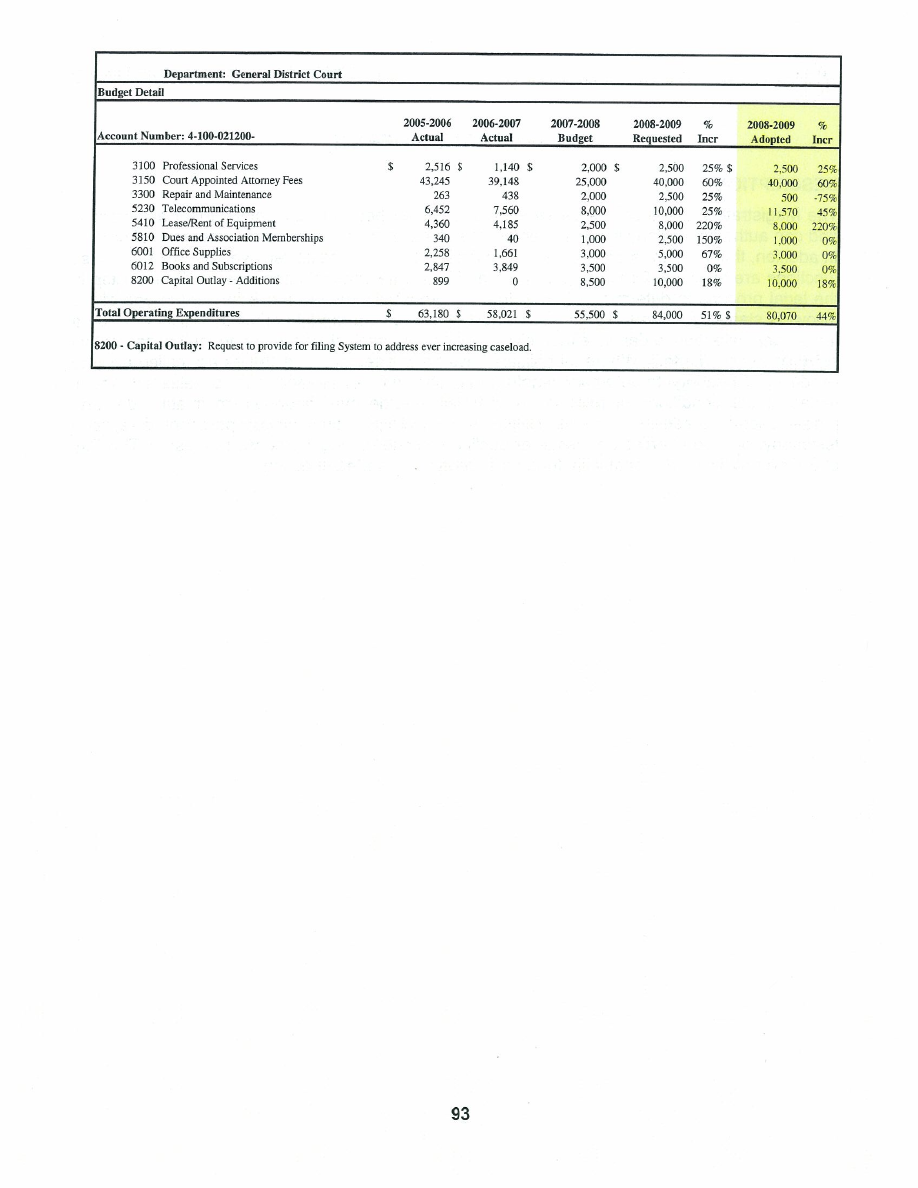 Department: General District Court
Budget Detail
2005-2006 2006-2007 2007-2008 2008-2009 % 2008-2009 %
Account Number: 4-100-021200- Actual Actual Budget Requested Incr Adopted Incr
3100 Professional Services $ 2,516 $ 1,140 $ 2,000 $ 2,500 25% $ 2,500 25%
3150 Court Appointed Attorney Fees 43,245 39,148 25,000 40,000 60% 40,000 60%
3300 Repair and Maintenance 263 438 2,000 2,500 25% 500 -75%
5230 Telecommunications 6,452 7,560 8,000 10,000 25% 11,570 45%
5410 Lease/Rent of Equipment 4,360 4,185 2,500 8,000 220% 8,000 220%
5810 Dues and Association Memberships 340 40 1,000 2,500 150% 1,000 0%
6001 Office Supplies 2,258 1,661 3,000 5,000 67% 3,000 0%
6012 Books and Subscriptions 2,847 3,849 3,500 3,500 0% 3,500 0%
8200 Capital Outlay - Additions 899 0 8,500 10,000 18% 10,000 18%
Total Operating Expenditures $ 63,180 $ 58,021 $ 55,500 $ 84,000 51% $ 80,070 44%
8200 - Capital Outlay: Request to provide for filing System to address ever increasing caseload.
93